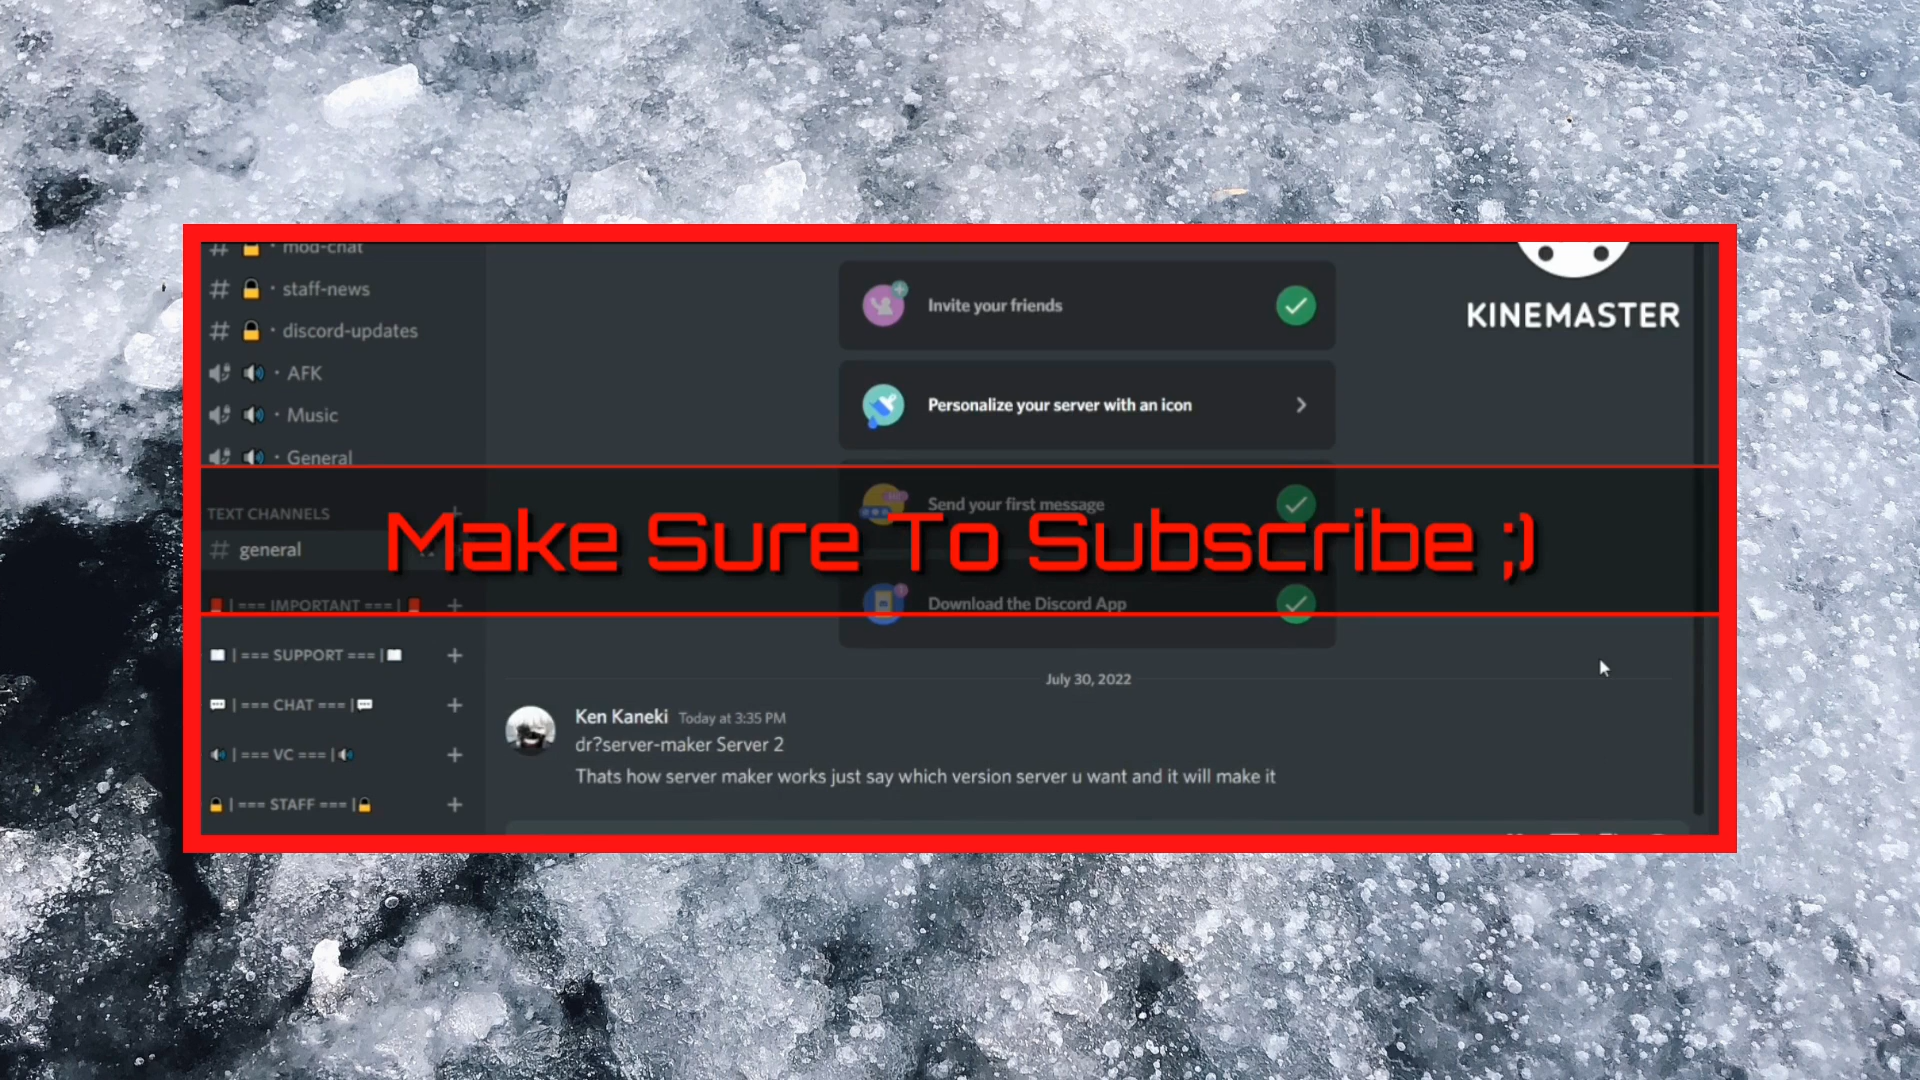 # 🔒 · mod-chat
# 🔒 · staff-news
# 🔒 · discord-updates
🔊 · AFK
🔊 · Music
🔊 · General
TEXT CHANNELS +
# general
| === IMPORTANT === | +
| === SUPPORT === | +
💬 | === CHAT === | 💬 +
🔊 | === VC === | 🔊 +
🔒 | === STAFF === | 🔒 +
Invite your friends
Personalize your server with an icon
Send your first message
Download the Discord App
KINEMASTER
Make Sure To Subscribe ;)
July 30, 2022
Ken Kaneki Today at 3:35 PM
dr?server-maker Server 2
Thats how server maker works just say which version server u want and it will make it